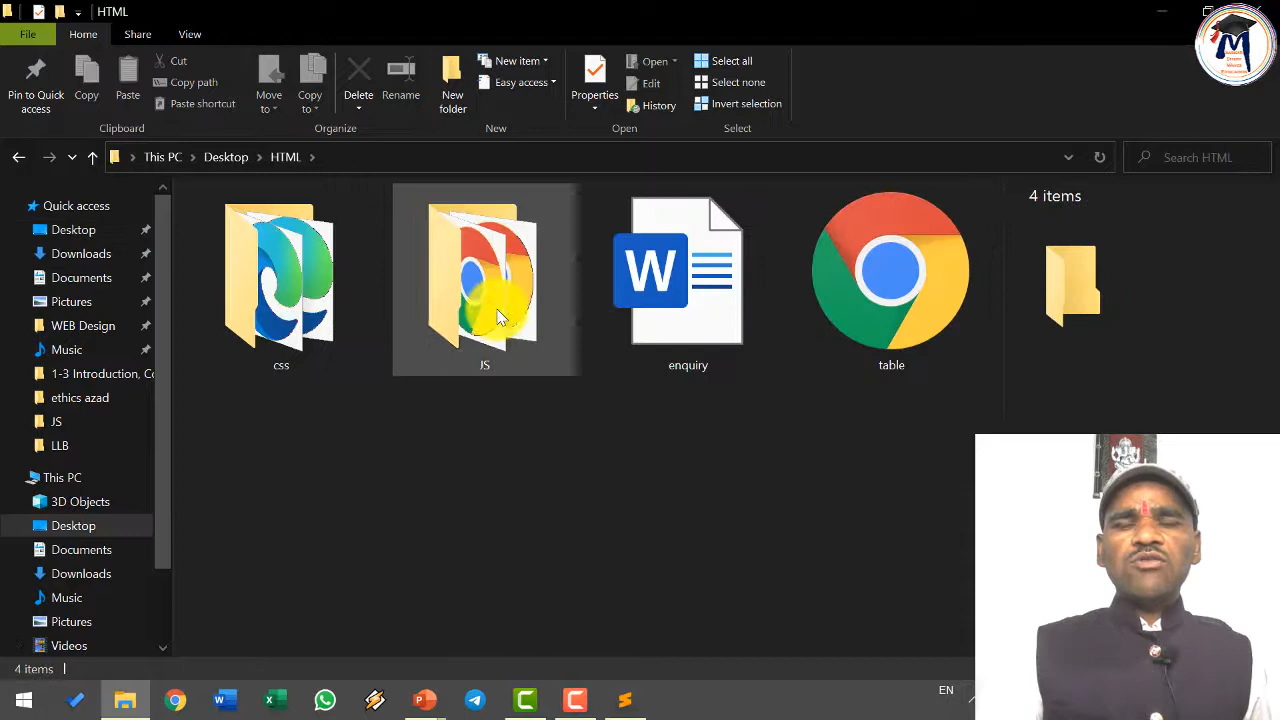 HTML
File
Home
Share
View
Pin to Quick access
Copy
Paste
Cut
Copy path
Paste shortcut
Clipboard
Move to
Copy to
Delete
Rename
Organize
New folder
New item
Easy access
New
Properties
Open
Edit
History
Open
Select all
Select none
Invert selection
Select
This PC
Desktop
HTML
Search HTML
Quick access
Desktop
Downloads
Documents
Pictures
WEB Design
Music
1-3 Introduction, Co
ethics azad
JS
LLB
This PC
3D Objects
Desktop
Documents
Downloads
Music
Pictures
Videos
css
JS
W
enquiry
table
4 items
4 items
W
X
P
C
C
S
EN
M